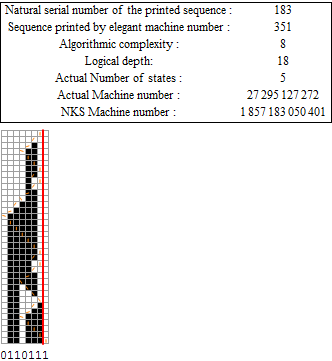 Natural serial number of the printed sequence : 183
Sequence printed by elegant machine number : 351
Algorithmic complexity : 8
Logical depth: 18
Actual Number of states : 5
Actual Machine number : 27 295 127 272
NKS Machine number : 1 857 183 050 401
0110111